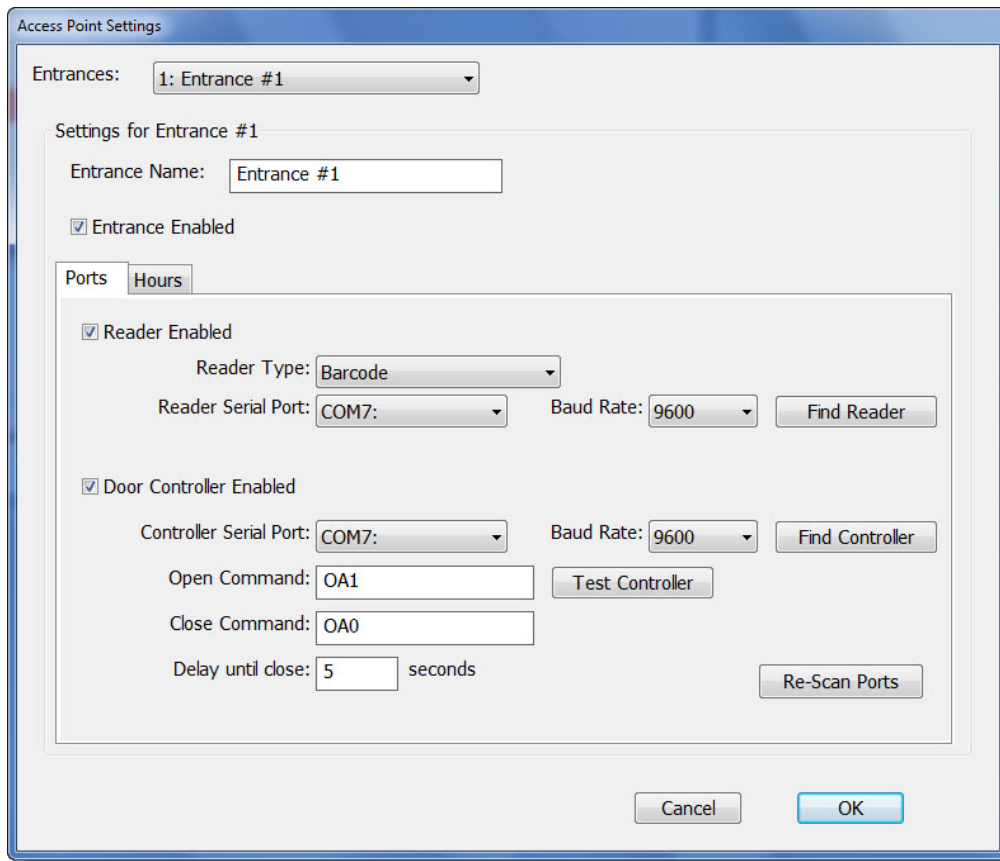 Access Point Settings
Entrances: 1: Entrance #1
Settings for Entrance #1
Entrance Name: Entrance #1
Entrance Enabled
Ports Hours
Reader Enabled
Reader Type: Barcode
Reader Serial Port: COM7: Baud Rate: 9600 Find Reader
Door Controller Enabled
Controller Serial Port: COM7: Baud Rate: 9600 Find Controller
Open Command: OA1 Test Controller
Close Command: OA0
Delay until close: 5 seconds
Re-Scan Ports
Cancel OK